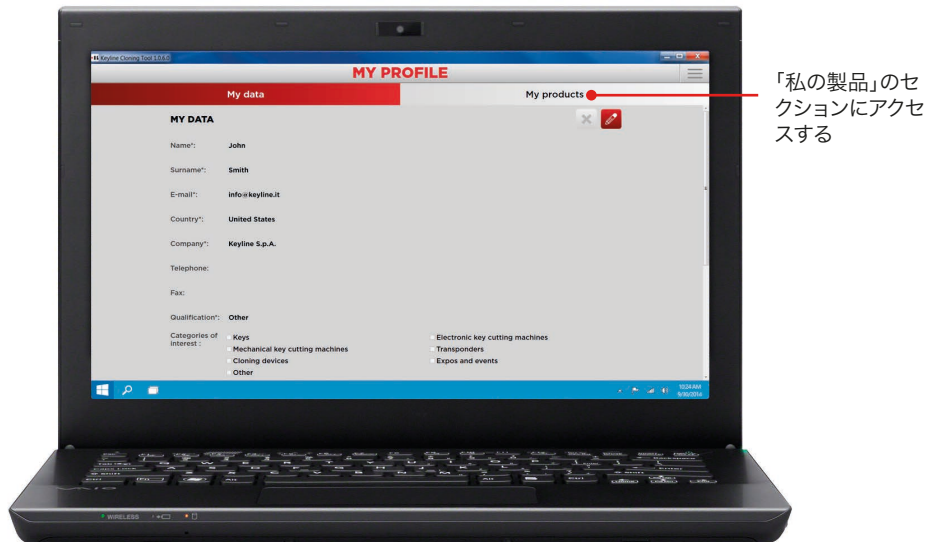 Keyline Cloning Tool 1.0.6.0
MY PROFILE
My data
My products
「私の製品」のセ
クションにアクセ
スする
MY DATA
Name*: John
Surname*: Smith
E-mail*: info@keyline.it
Country*: United States
Company*: Keyline S.p.A.
Telephone:
Fax:
Qualification*: Other
Categories of
interest :
Keys
Mechanical key cutting machines
Cloning devices
Other
Electronic key cutting machines
Transponders
Expos and events
10:24 AM
9/30/2014
VAIO
WIRELESS